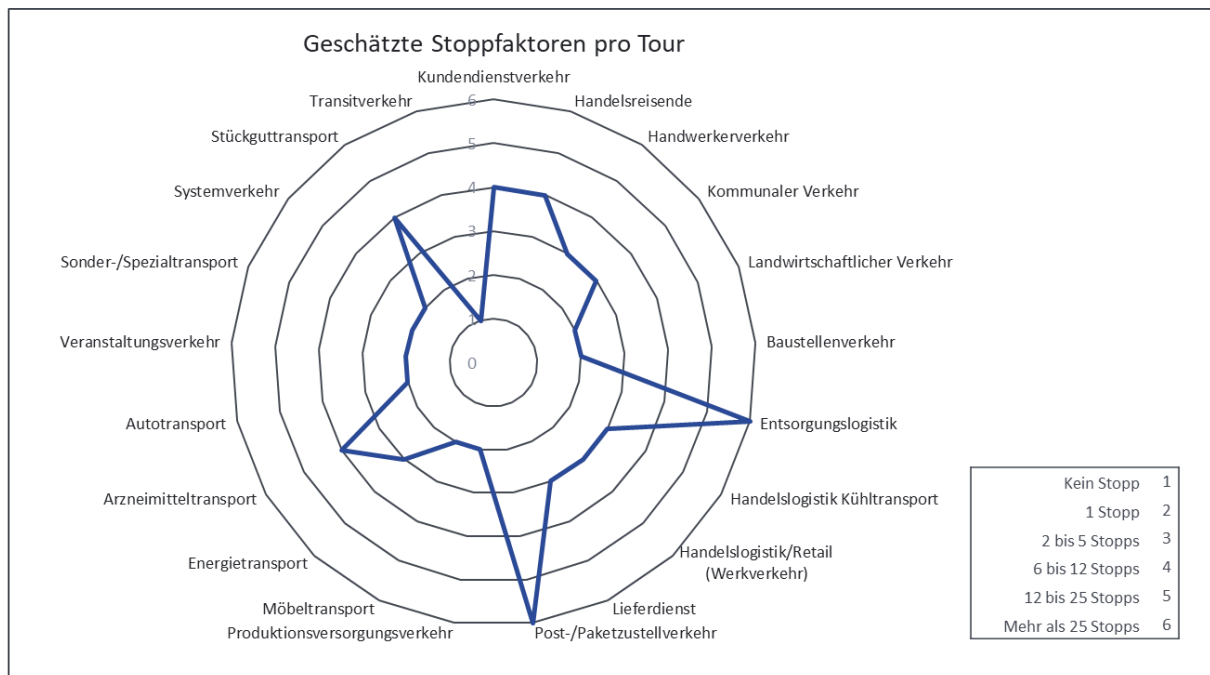 Geschätzte Stoppfaktoren pro Tour
Kundendienstverkehr
Handelsreisende
Handwerkerverkehr
Kommunaler Verkehr
Landwirtschaftlicher Verkehr
Baustellenverkehr
Entsorgungslogistik
Handelslogistik Kühltransport
Handelslogistik/Retail
(Werkverkehr)
Lieferdienst
Post-/Paketzustellverkehr
Produktionsversorgungsverkehr
Möbeltransport
Energietransport
Arzneimitteltransport
Autotransport
Veranstaltungsverkehr
Sonder-/Spezialtransport
Systemverkehr
Stückguttransport
Transitverkehr
6
5
4
3
2
1
0
Kein Stopp 1
1 Stopp 2
2 bis 5 Stopps 3
6 bis 12 Stopps 4
12 bis 25 Stopps 5
Mehr als 25 Stopps 6